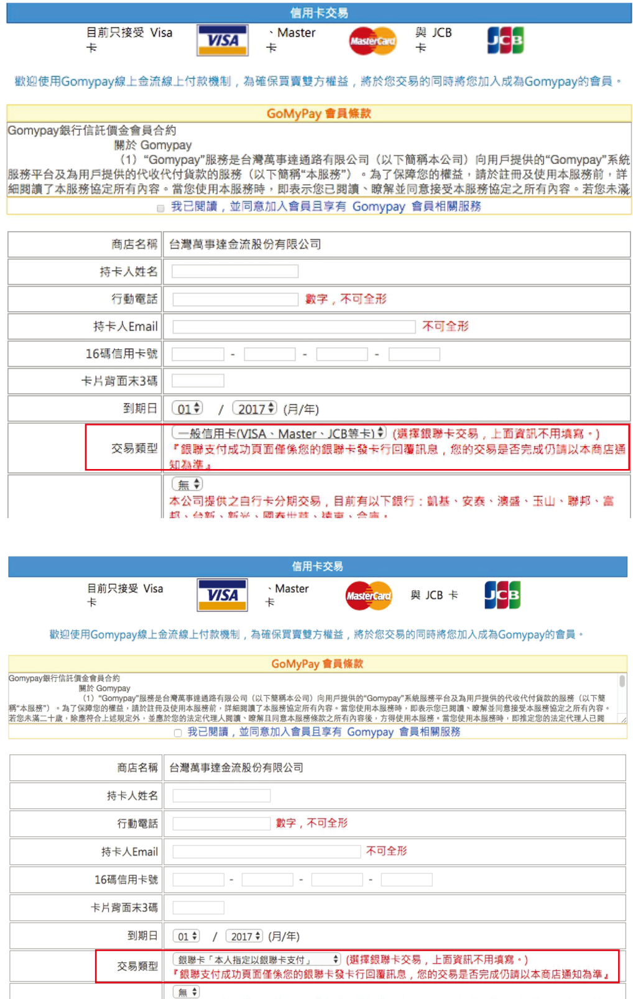 信用卡交易
目前只接受 Visa 卡 VISA 、Master 卡 MasterCard 與 JCB 卡 JCB
歡迎使用Gomypay線上金流線上付款機制，為確保買賣雙方權益，將於您交易的同時將您加入成為Gomypay的會員。
GoMyPay 會員條款
Gomypay銀行信託價金會員合約
關於 Gomypay
（1）“Gomypay”服務是台灣萬事達通路有限公司（以下簡稱本公司）向用戶提供的“Gomypay”系統
服務平台及為用戶提供的代收代付貨款的服務（以下簡稱“本服務”）。為了保障您的權益，請於註冊及使用本服務前，詳
細閱讀了本服務協定所有內容。當您使用本服務時，即表示您已閱讀、瞭解並同意接受本服務協定之所有內容。若您未滿
我已閱讀，並同意加入會員且享有 Gomypay 會員相關服務
商店名稱 台灣萬事達金流股份有限公司
持卡人姓名
行動電話 數字，不可全形
持卡人Email 不可全形
16碼信用卡號 - - -
卡片背面末3碼
到期日 01 / 2017 (月/年)
交易類型 一般信用卡(VISA、Master、JCB等卡) (選擇銀聯卡交易，上面資訊不用填寫。)
『銀聯支付成功頁面僅係您的銀聯卡發卡行回覆訊息，您的交易是否完成仍請以本商店通
知為準』
無
本公司提供之自行卡分期交易，目前有以下銀行：凱基、安泰、澳盛、玉山、聯邦、富
邦、台新、新光、國泰世華、遠東、合庫。
信用卡交易
目前只接受 Visa 卡 VISA 、Master 卡 MasterCard 與 JCB 卡 JCB
歡迎使用Gomypay線上金流線上付款機制，為確保買賣雙方權益，將於您交易的同時將您加入成為Gomypay的會員。
GoMyPay 會員條款
Gomypay銀行信託價金會員合約
關於 Gomypay
（1）“Gomypay”服務是台灣萬事達通路有限公司（以下簡稱本公司）向用戶提供的“Gomypay”系統服務平台及為用戶提供的代收代付貨款的服務（以下簡
稱“本服務”）。為了保障您的權益，請於註冊及使用本服務前，詳細閱讀了本服務協定所有內容。當您使用本服務時，即表示您已閱讀、瞭解並同意接受本服務協定之所有內容。
若您未滿二十歲，除應符合上述規定外，並應於您的法定代理人閱讀、瞭解且同意本服務條款之所有內容後，方得使用本服務。當您使用本服務時，即推定您的法定代理人已閱
我已閱讀，並同意加入會員且享有 Gomypay 會員相關服務
商店名稱 台灣萬事達金流股份有限公司
持卡人姓名
行動電話 數字，不可全形
持卡人Email 不可全形
16碼信用卡號 - - -
卡片背面末3碼
到期日 01 / 2017 (月/年)
交易類型 銀聯卡「本人指定以銀聯卡支付」 (選擇銀聯卡交易，上面資訊不用填寫。)
『銀聯支付成功頁面僅係您的銀聯卡發卡行回覆訊息，您的交易是否完成仍請以本商店通知為準』
無